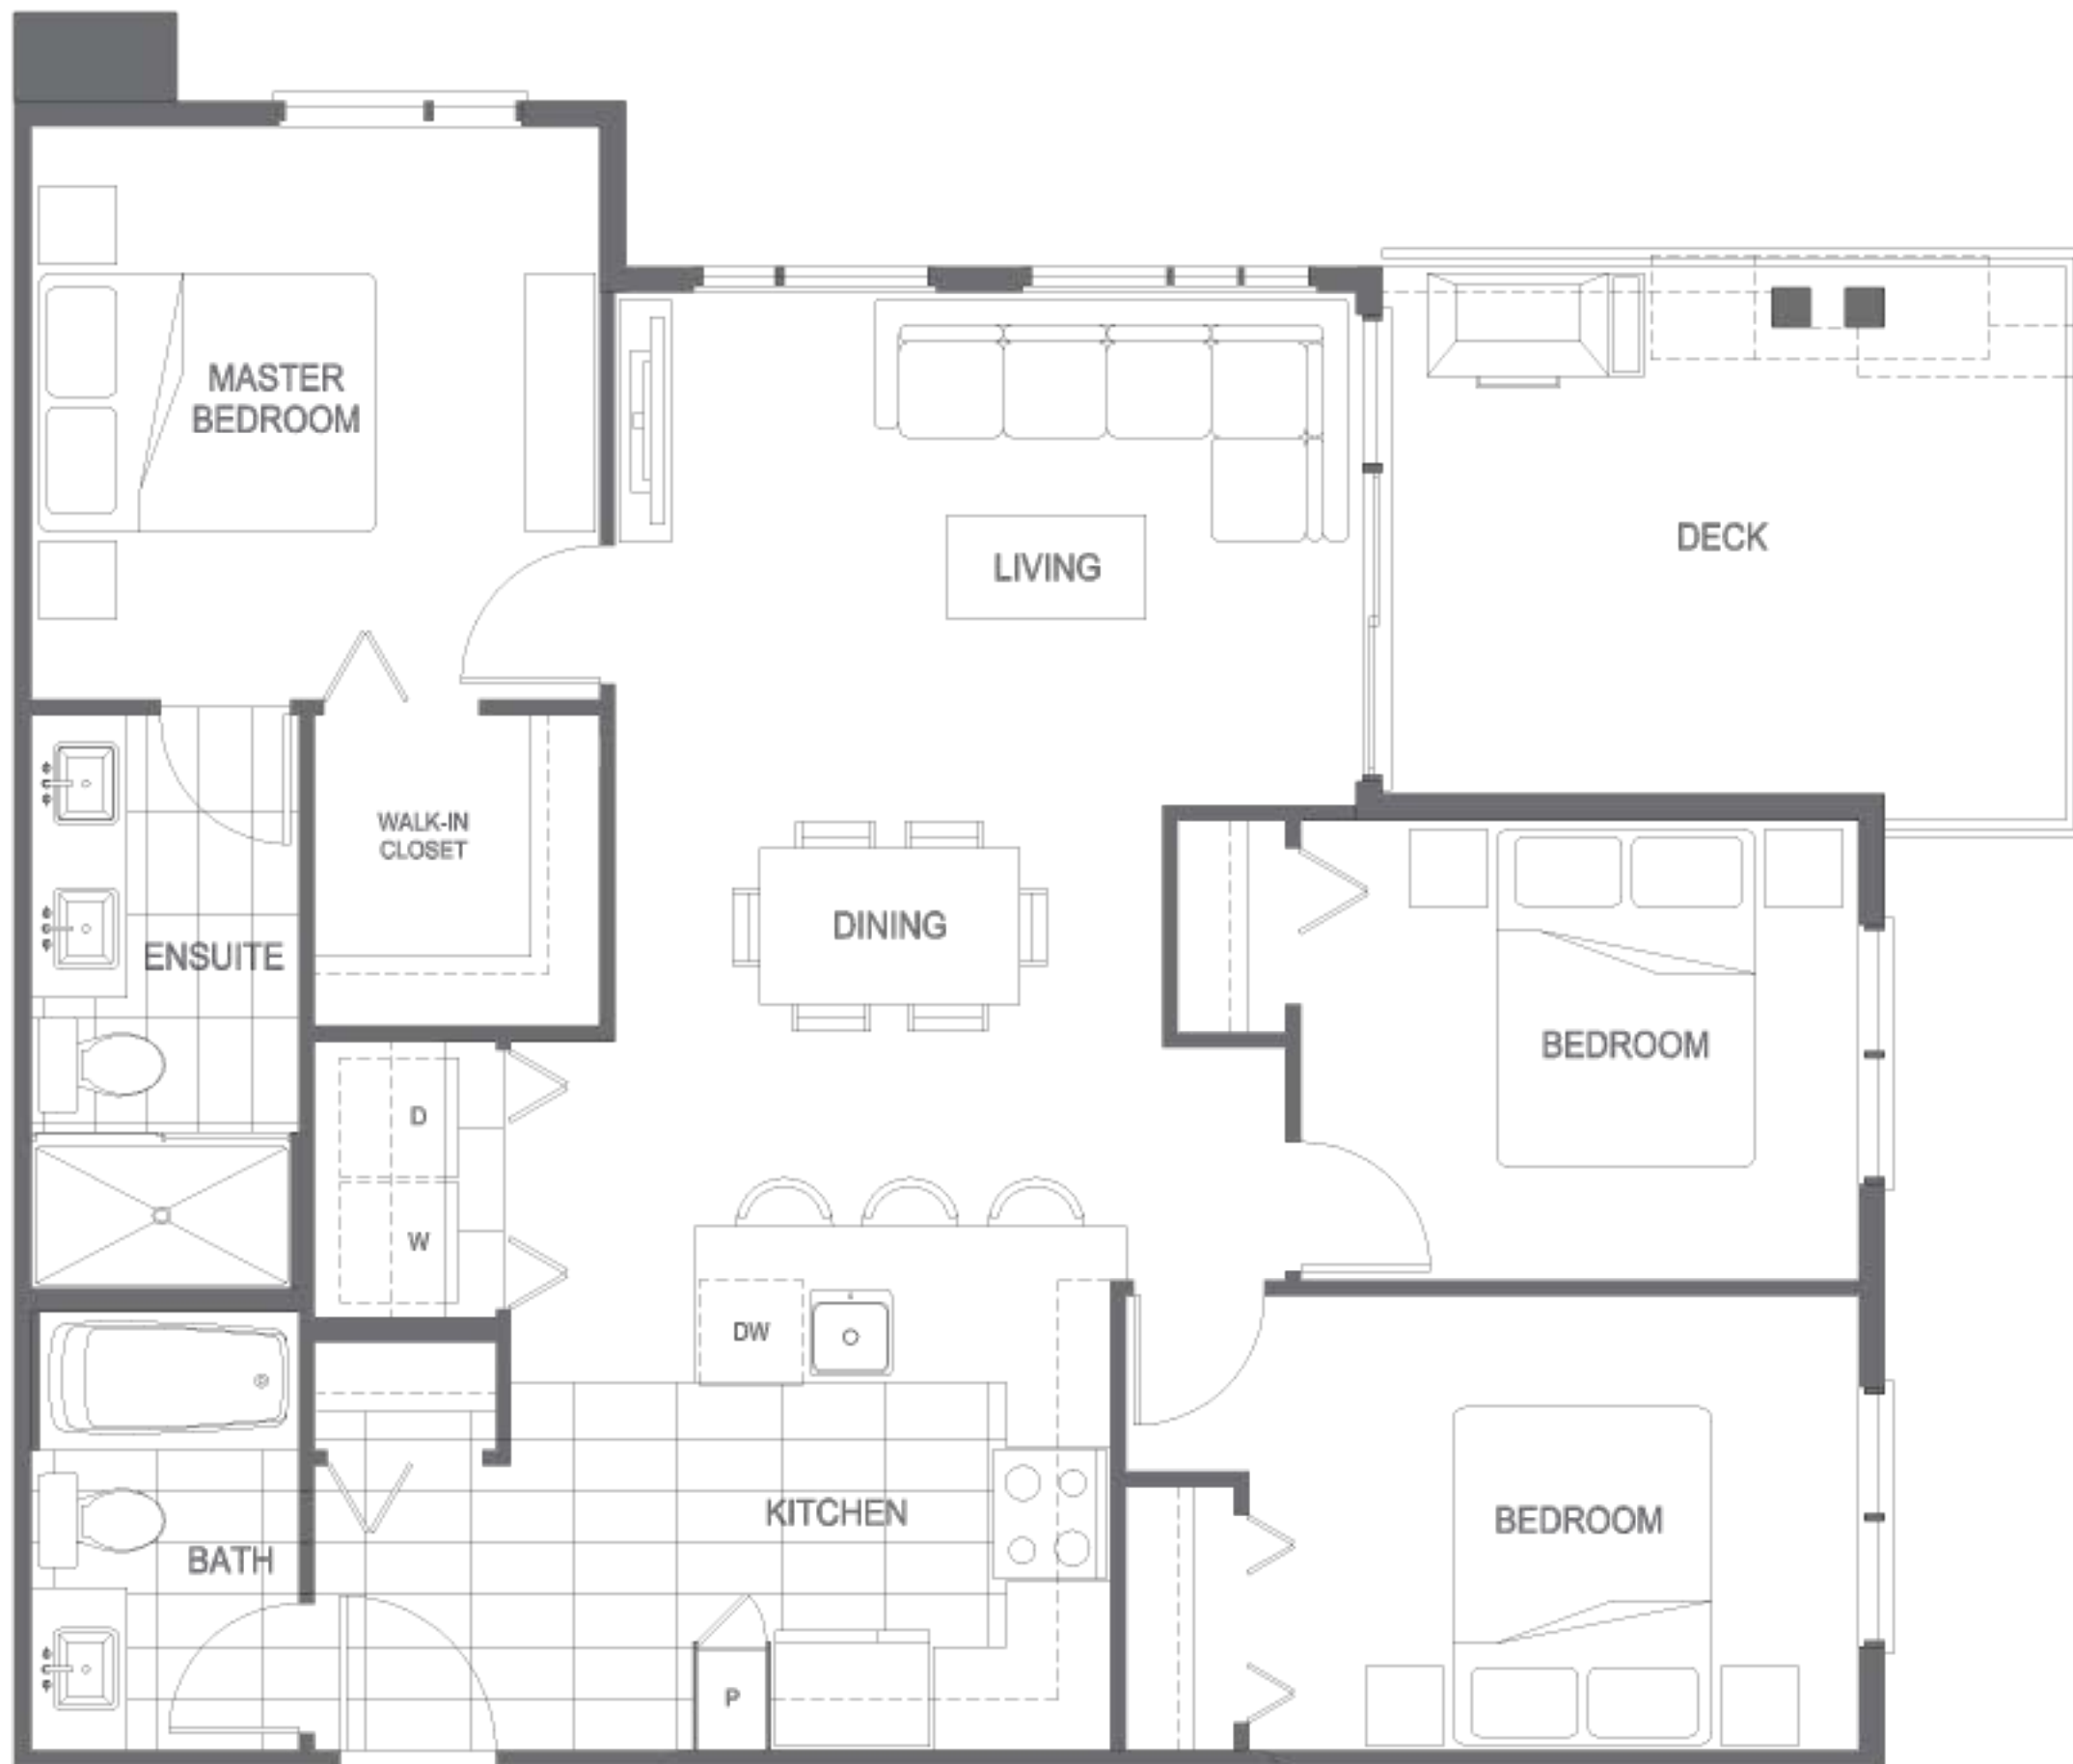 MASTER
BEDROOM
LIVING
DECK
WALK-IN
CLOSET
DINING
ENSUITE
BEDROOM
D
W
DW
KITCHEN
BEDROOM
BATH
P